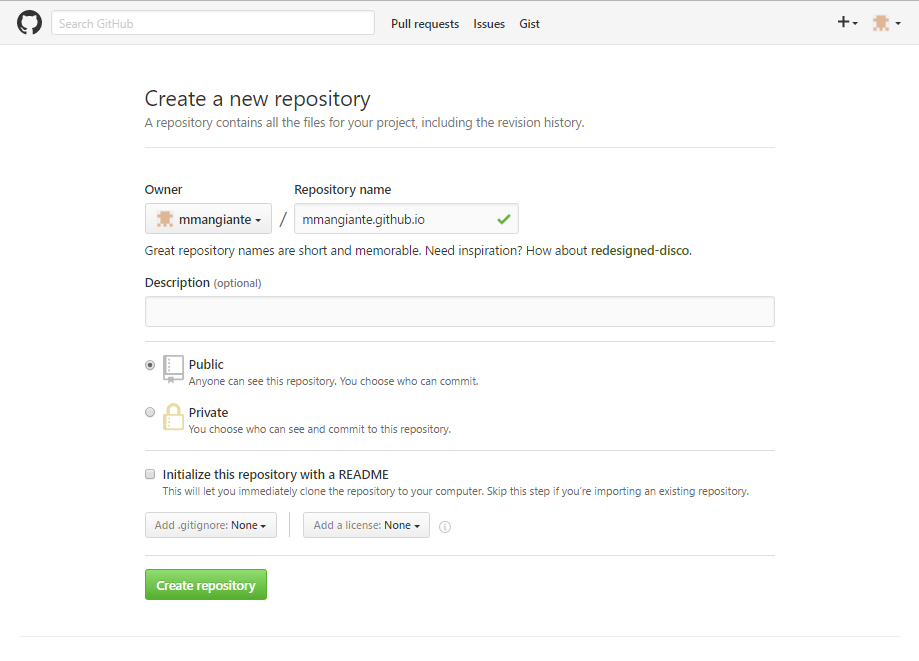 Search GitHub Pull requests Issues Gist
Create a new repository
A repository contains all the files for your project, including the revision history.
Owner Repository name
mmangiante / mmangiante.github.io
Great repository names are short and memorable. Need inspiration? How about redesigned-disco.
Description (optional)
Public
Anyone can see this repository. You choose who can commit.
Private
You choose who can see and commit to this repository.
Initialize this repository with a README
This will let you immediately clone the repository to your computer. Skip this step if you're importing an existing repository.
Add .gitignore: None Add a license: None
Create repository